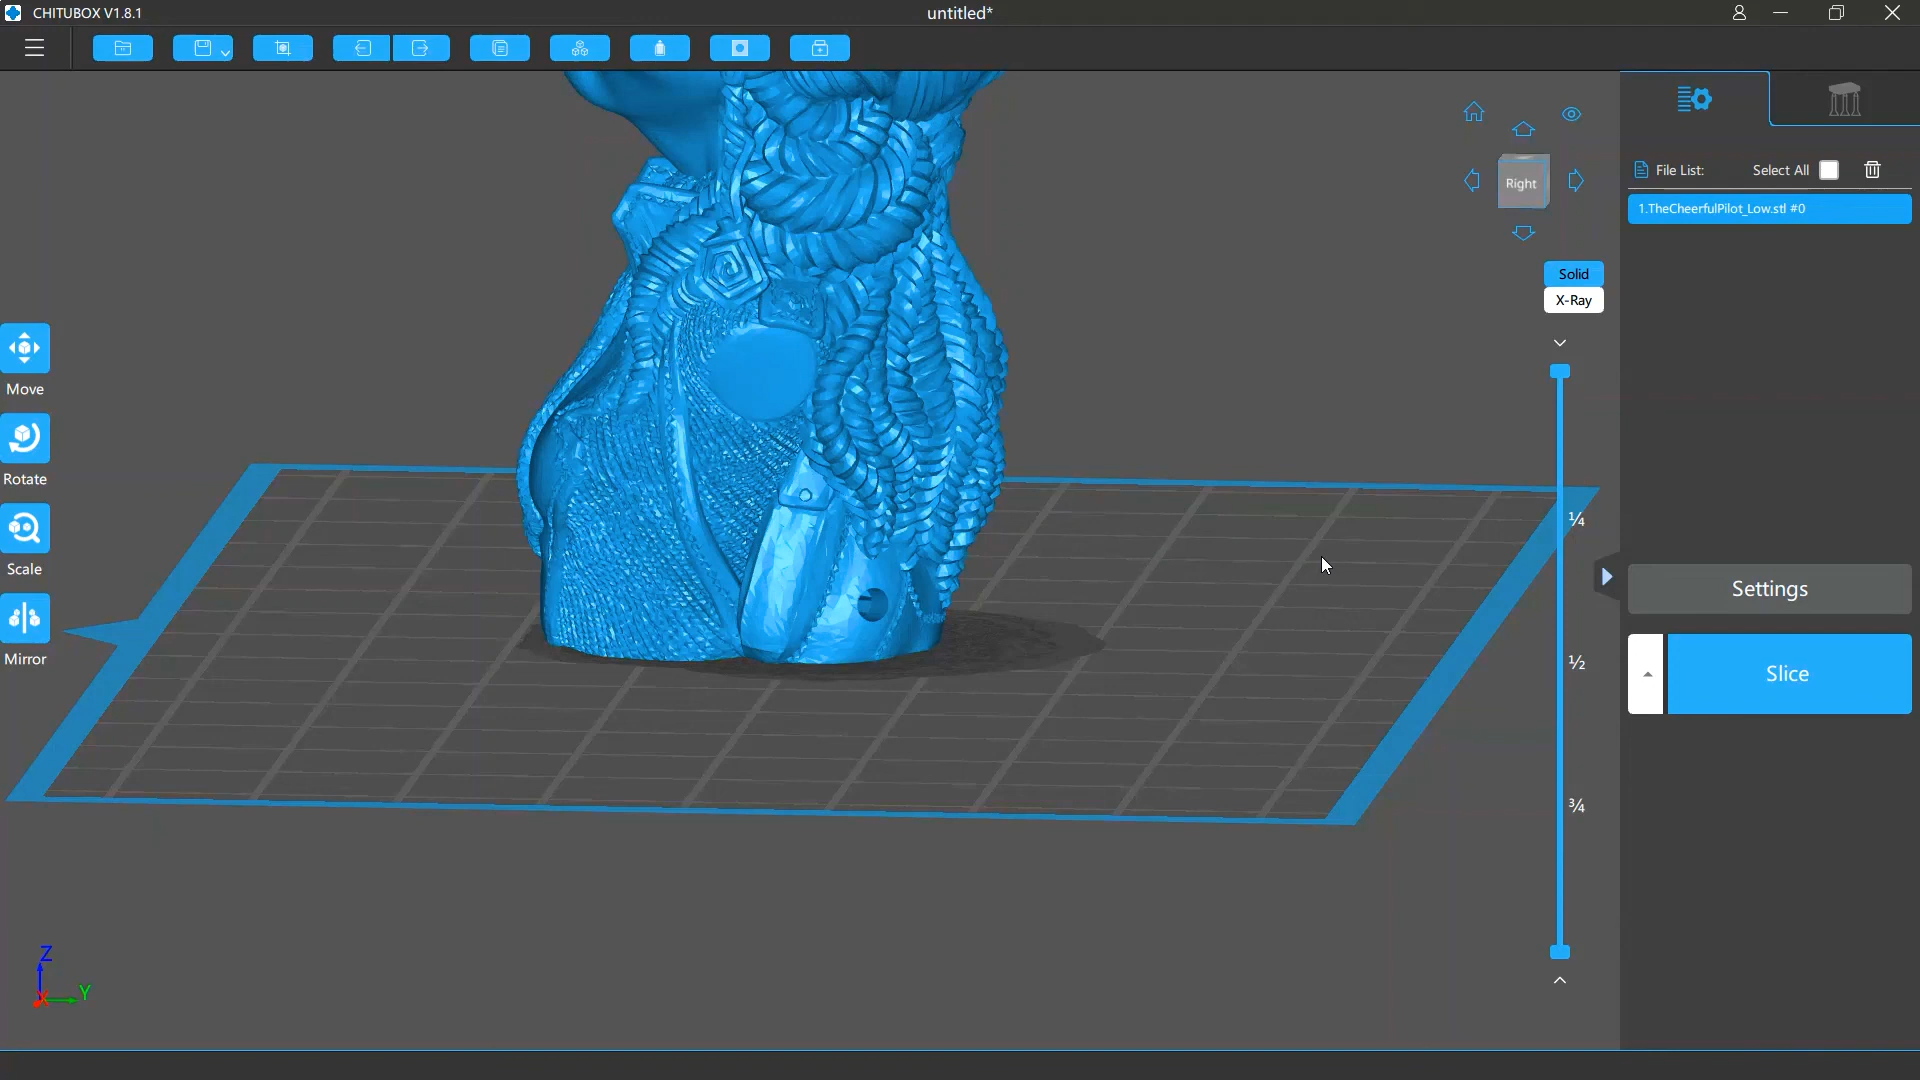 CHITUBOX V1.8.1
untitled*
File List:
Select All
1.TheCheerfulPilot_Low.stl #0
Right
Solid
X-Ray
Move
Rotate
Scale
Mirror
¼
½
¾
Settings
Slice
Z
X
Y